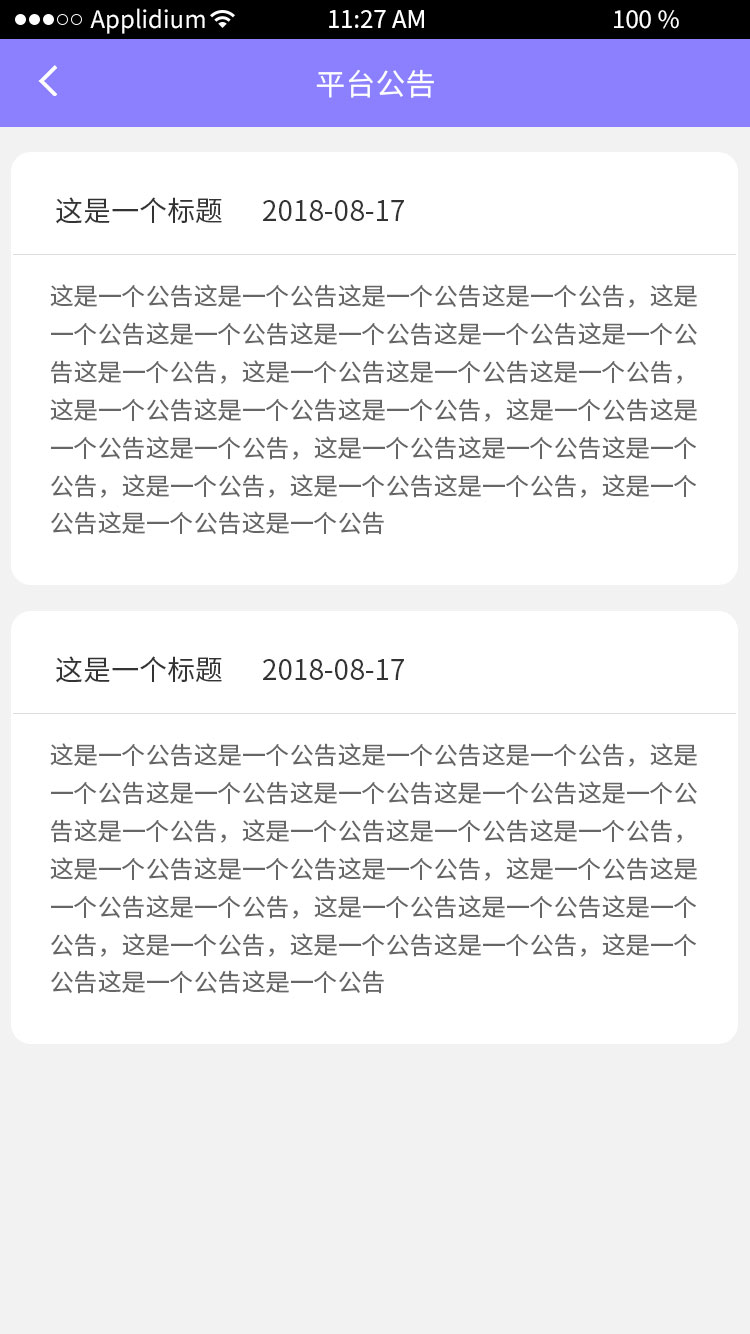 Applidium 11:27 AM 100 %
平台公告
这是一个标题 2018-08-17
这是一个公告这是一个公告这是一个公告这是一个公告，这是
一个公告这是一个公告这是一个公告这是一个公告这是一个公
告这是一个公告，这是一个公告这是一个公告这是一个公告，
这是一个公告这是一个公告这是一个公告，这是一个公告这是
一个公告这是一个公告，这是一个公告这是一个公告这是一个
公告，这是一个公告，这是一个公告这是一个公告，这是一个
公告这是一个公告这是一个公告
这是一个标题 2018-08-17
这是一个公告这是一个公告这是一个公告这是一个公告，这是
一个公告这是一个公告这是一个公告这是一个公告这是一个公
告这是一个公告，这是一个公告这是一个公告这是一个公告，
这是一个公告这是一个公告这是一个公告，这是一个公告这是
一个公告这是一个公告，这是一个公告这是一个公告这是一个
公告，这是一个公告，这是一个公告这是一个公告，这是一个
公告这是一个公告这是一个公告